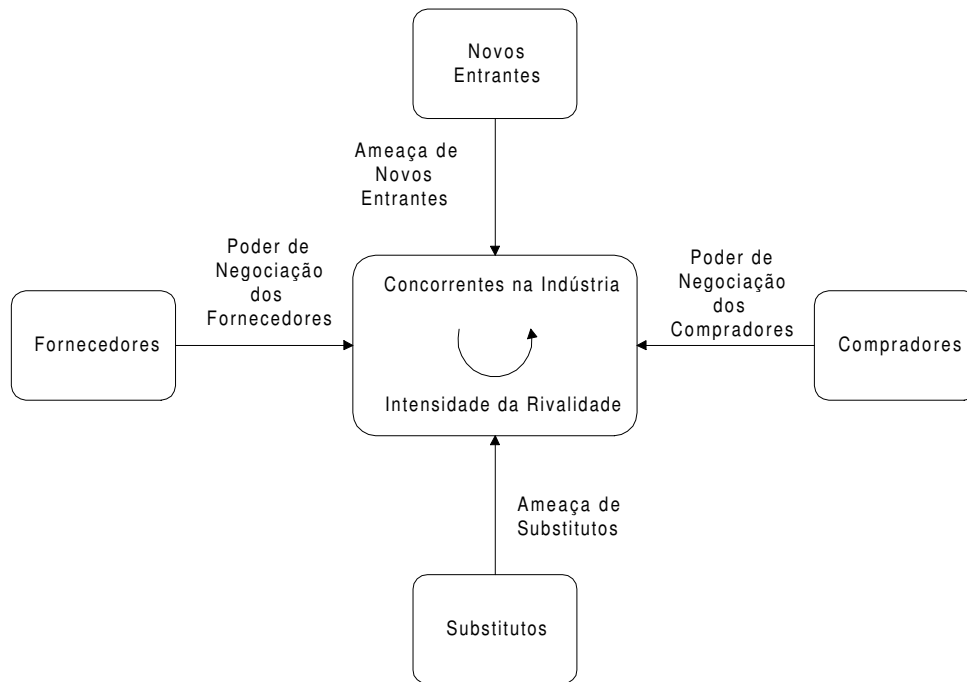 Novos
Entrantes
Ameaça de
Novos
Entrantes
Poder de
Negociação
dos
Fornecedores
Poder de
Negociação
dos
Compradores
Concorrentes na Indústria
Fornecedores
Compradores
Intensidade da Rivalidade
Ameaça de
Substitutos
Substitutos